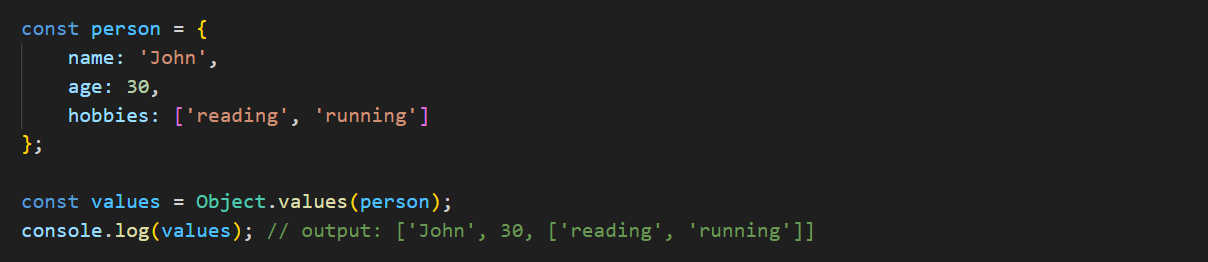 const person = {
    name: 'John',
    age: 30,
    hobbies: ['reading', 'running']
};
const values = Object.values(person);
console.log(values); // output: ['John', 30, ['reading', 'running']]